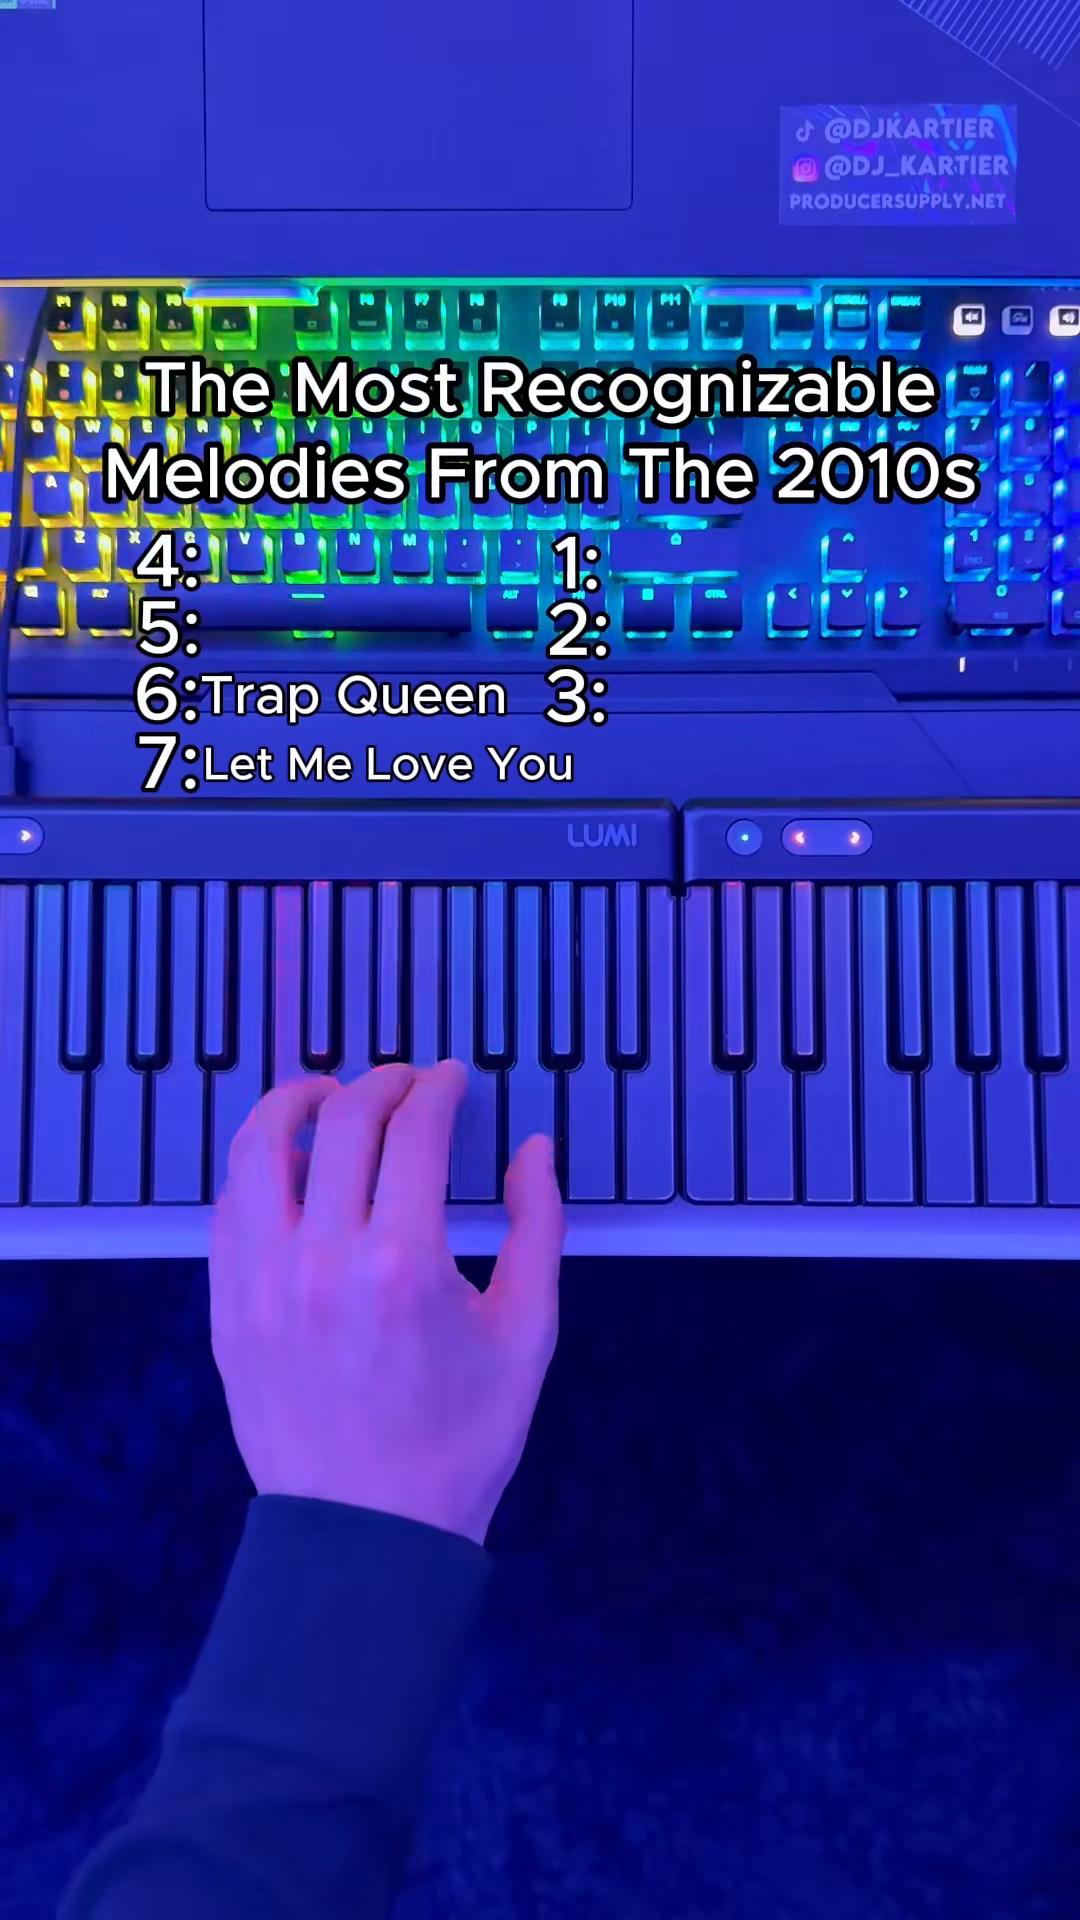 @DJKARTIER
@DJ_KARTIER
PRODUCERSUPPLY.NET
The Most Recognizable
Melodies From The 2010s
4:
5:
6:Trap Queen
7:Let Me Love You
1:
2:
3:
LUMI